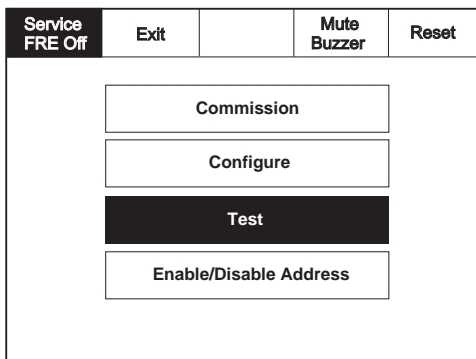 Service
FRE Off
Exit
Mute
Buzzer
Reset
Commission
Configure
Test
Enable/Disable Address